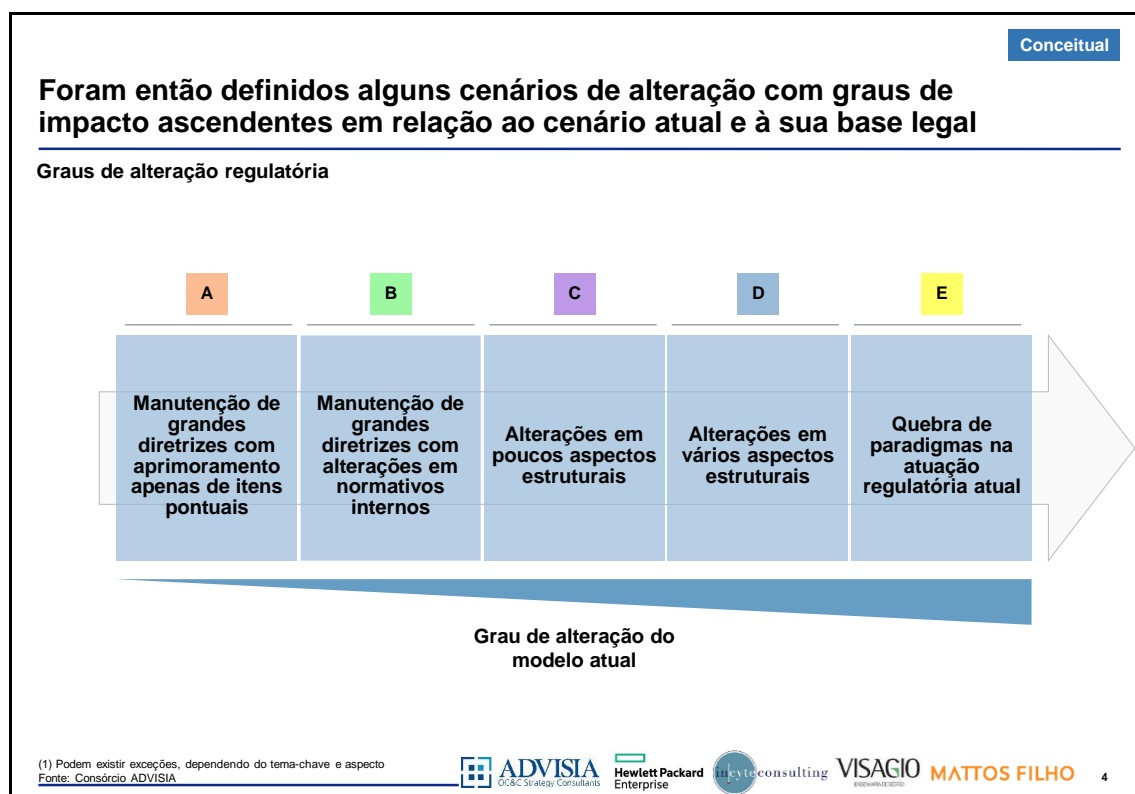 Conceitual
Foram então definidos alguns cenários de alteração com graus de
impacto ascendentes em relação ao cenário atual e à sua base legal
Graus de alteração regulatória
A
B
C
D
E
Manutenção de
grandes
diretrizes com
aprimoramento
apenas de itens
pontuais
Manutenção de
grandes
diretrizes com
alterações em
normativos
internos
Alterações em
poucos aspectos
estruturais
Alterações em
vários aspectos
estruturais
Quebra de
paradigmas na
atuação
regulatória atual
Grau de alteração do
modelo atual
(1) Podem existir exceções, dependendo do tema-chave e aspecto
Fonte: Consórcio ADVISIA
ADVISIA
OC&C Strategy Consultants
Hewlett Packard
Enterprise
incyteconsulting
VISAGIO
ENGENHARIA DE GESTÃO
MATTOS FILHO
4